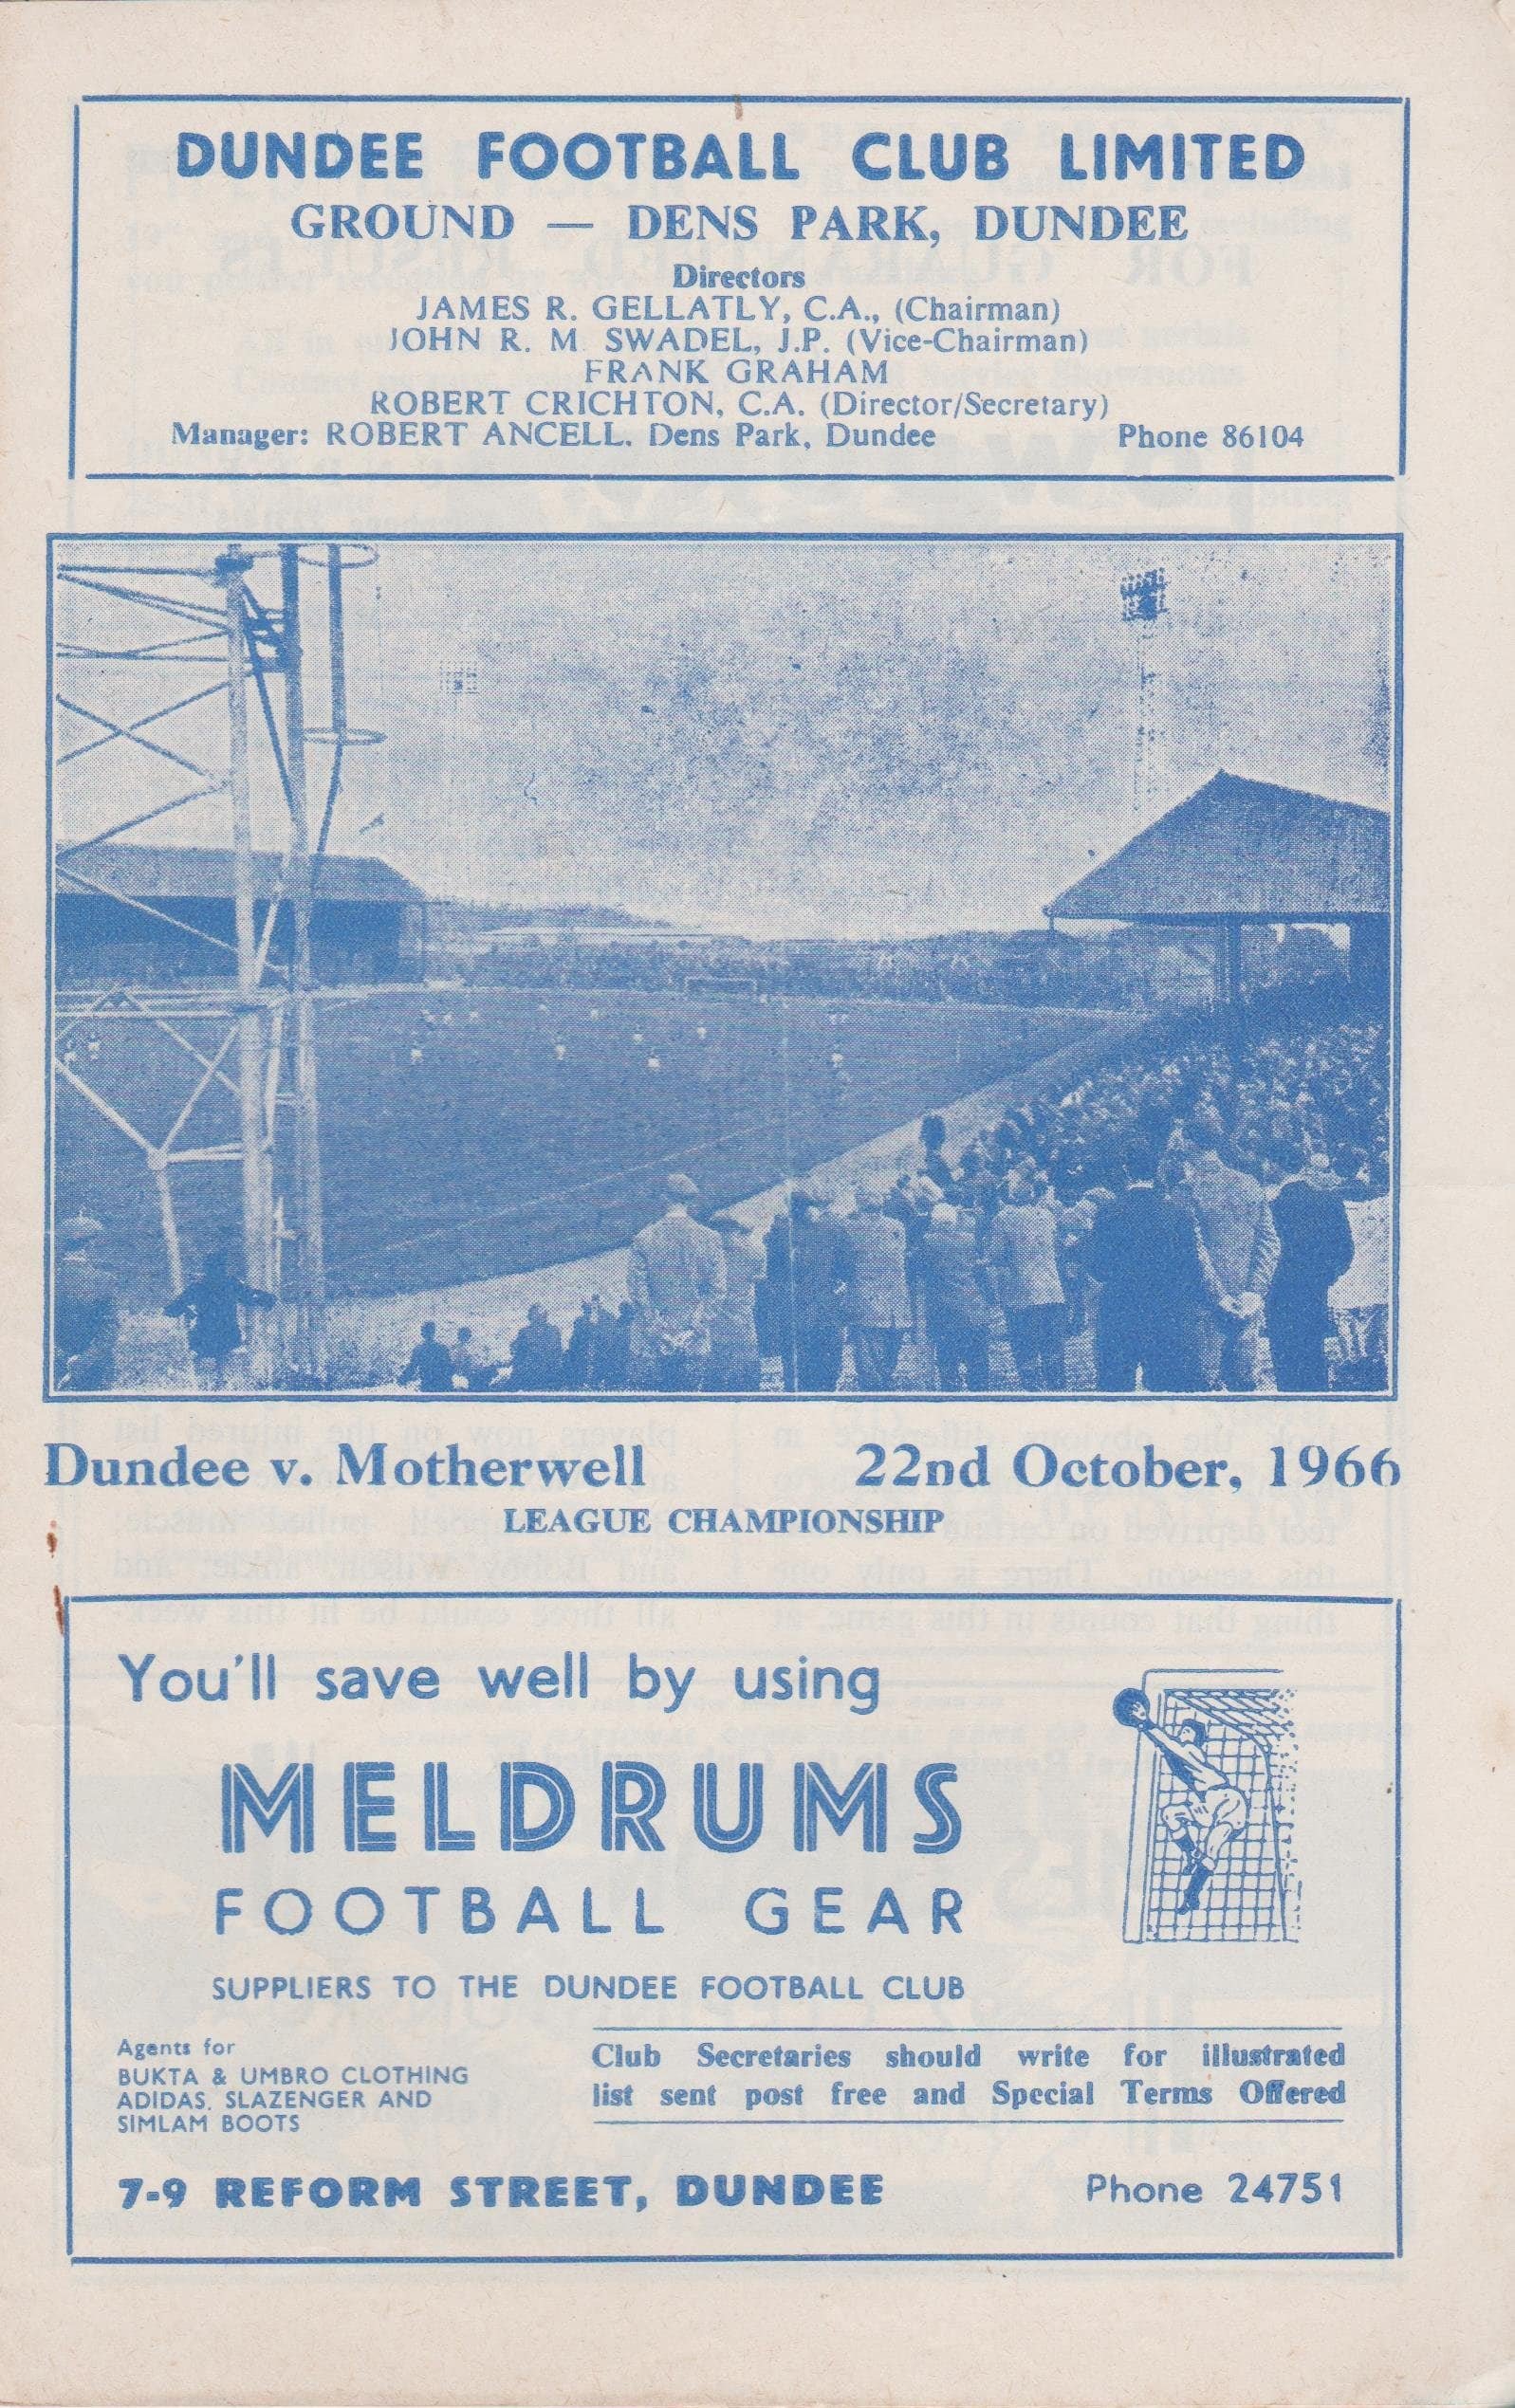 DUNDEE FOOTBALL CLUB LIMITED
GROUND — DENS PARK, DUNDEE
Directors
JAMES R. GELLATLY, C.A., (Chairman)
JOHN R. M. SWADEL, J.P. (Vice-Chairman)
FRANK GRAHAM
ROBERT CRICHTON, C.A. (Director/Secretary)
Manager: ROBERT ANCELL. Dens Park, Dundee Phone 86104
Dundee v. Motherwell 22nd October, 1966
LEAGUE CHAMPIONSHIP
You'll save well by using
MELDRUMS
FOOTBALL GEAR
SUPPLIERS TO THE DUNDEE FOOTBALL CLUB
Agents for
BUKTA & UMBRO CLOTHING
ADIDAS, SLAZENGER AND
SIMLAM BOOTS
Club Secretaries should write for illustrated
list sent post free and Special Terms Offered
7-9 REFORM STREET, DUNDEE Phone 24751